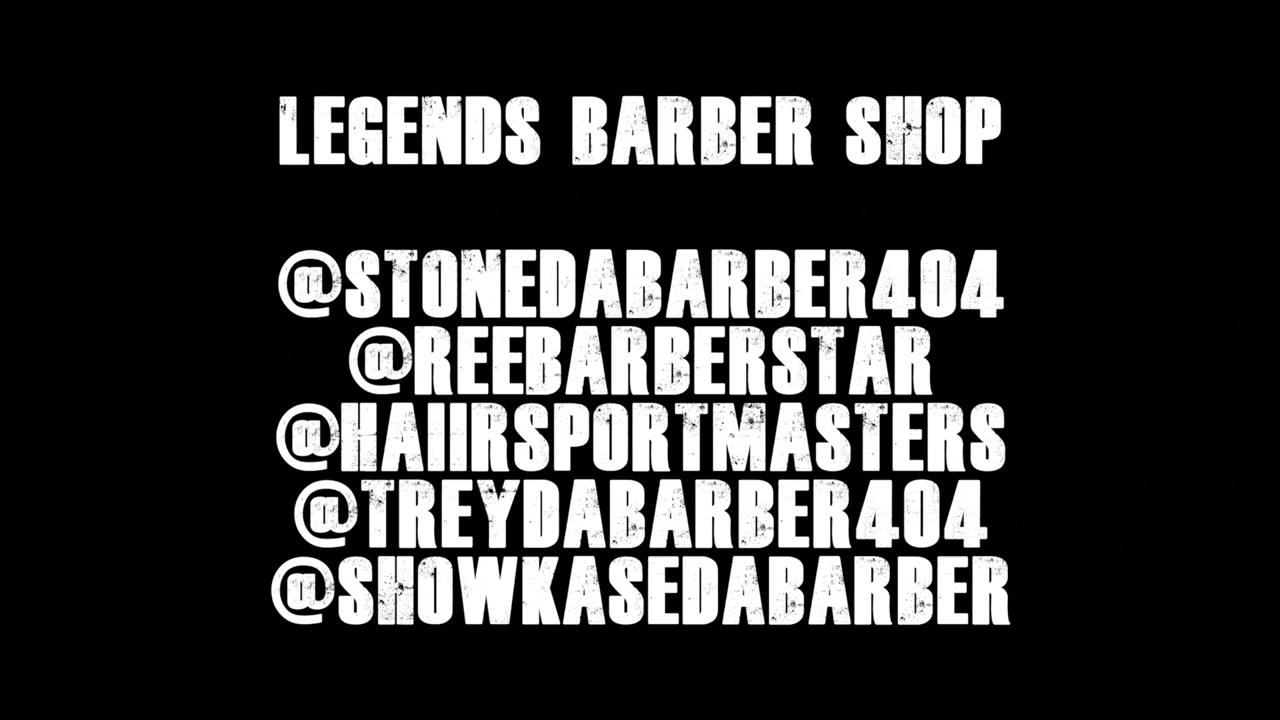 LEGENDS BARBER SHOP
@STONEDABARBER404
@REEBARBERSTAR
@HAIIRSPORTMASTERS
@TREYDABARBER404
@SHOWKASEDABARBER